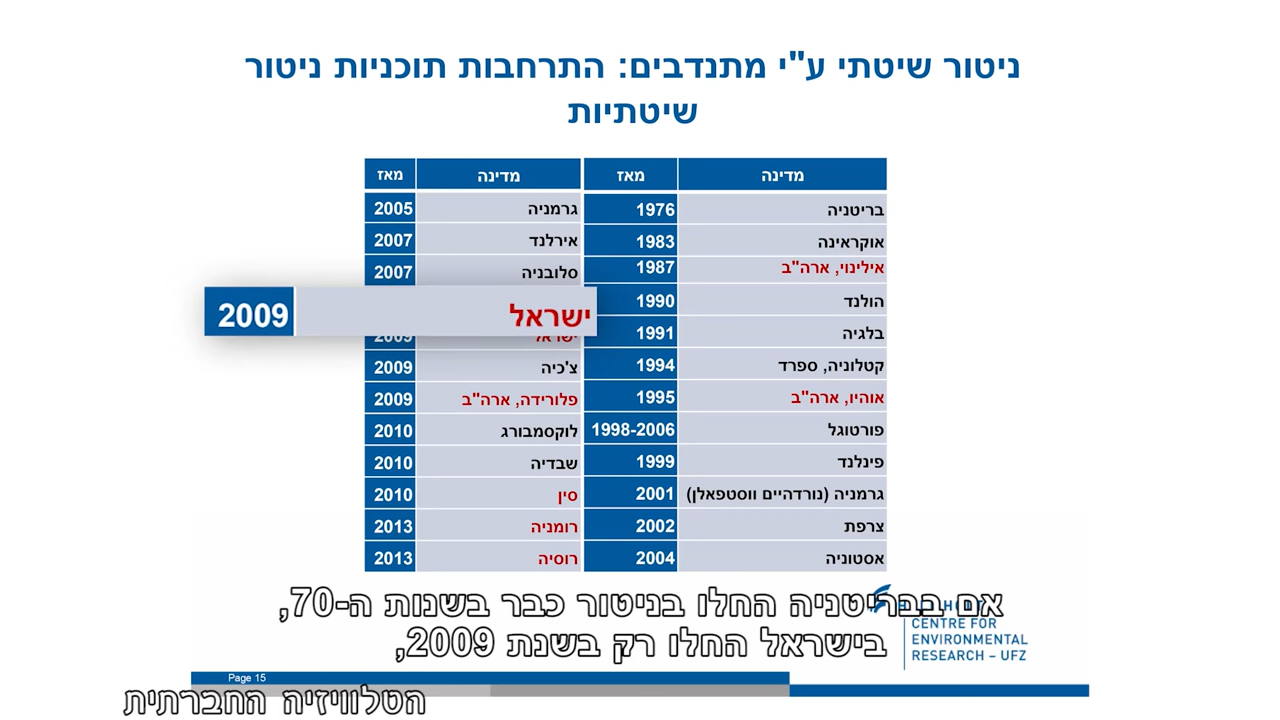 ניטור שיטתי ע"י מתנדבים: התרחבות תוכניות ניטור
שיטתיות
מדינה מאז מדינה מאז
בריטניה 1976 גרמניה 2005
אוקראינה 1983 אירלנד 2007
אילינוי, ארה"ב 1987 סלובניה 2007
הולנד 1990 ישראל 2009
בלגיה 1991 ישראל 2009
קטלוניה, ספרד 1994 צ'כיה 2009
אוהיו, ארה"ב 1995 פלורידה, ארה"ב 2009
פורטוגל 1998-2006 לוקסמבורג 2010
פינלנד 1999 שבדיה 2010
גרמניה (נורדהיים ווסטפאלן) 2001 סין 2010
צרפת 2002 רומניה 2013
אסטוניה 2004 רוסיה 2013
אם בבריטניה החלו בניטור כבר בשנות ה-70,
בישראל החלו רק בשנת 2009,
CENTRE FOR
ENVIRONMENTAL
RESEARCH – UFZ
Page 15
הטלוויזיה החברתית